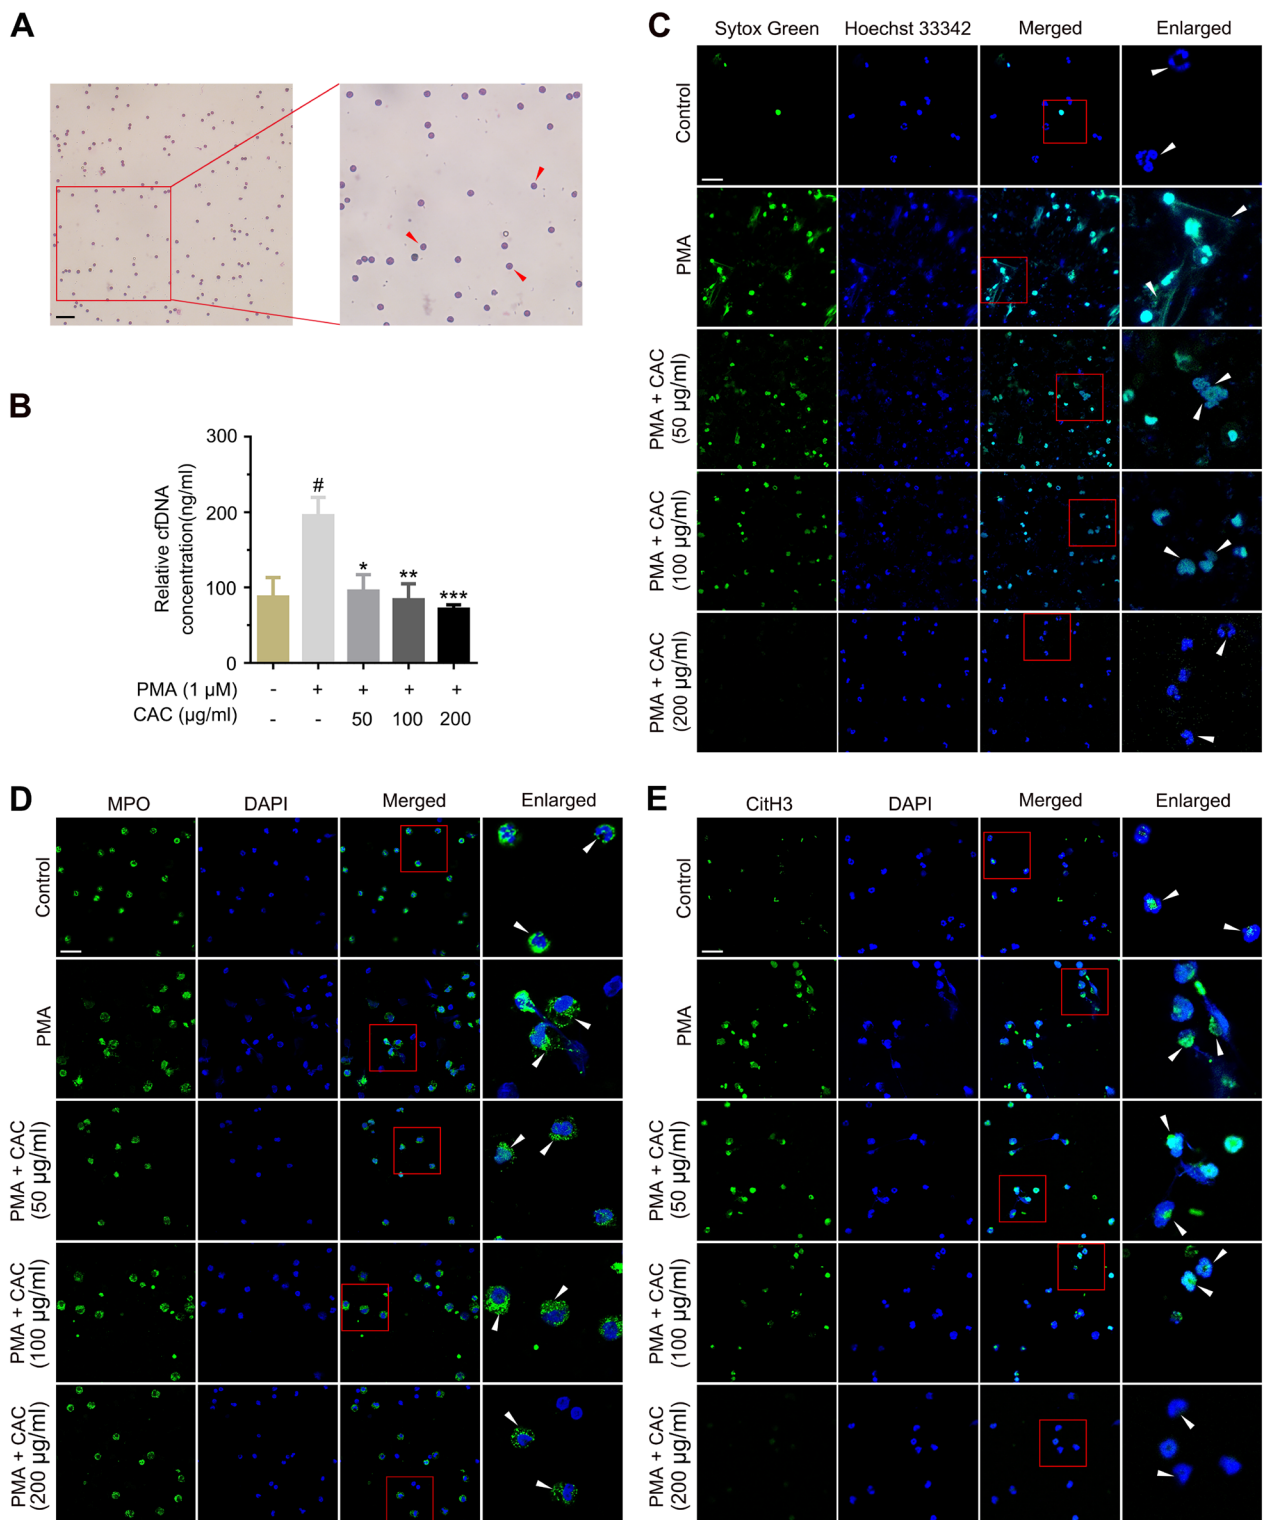 A
B
300
200
100
0
Relative cfDNA
concentration(ng/ml)
#
*
**
***
PMA (1 µM) - + + + +
CAC (µg/ml) - - 50 100 200
C
Sytox Green Hoechst 33342 Merged Enlarged
Control
PMA
PMA + CAC
(50 µg/ml)
PMA + CAC
(100 µg/ml)
PMA + CAC
(200 µg/ml)
D
MPO DAPI Merged Enlarged
Control
PMA
PMA + CAC
(50 µg/ml)
PMA + CAC
(100 µg/ml)
PMA + CAC
(200 µg/ml)
E
CitH3 DAPI Merged Enlarged
Control
PMA
PMA + CAC
(50 µg/ml)
PMA + CAC
(100 µg/ml)
PMA + CAC
(200 µg/ml)